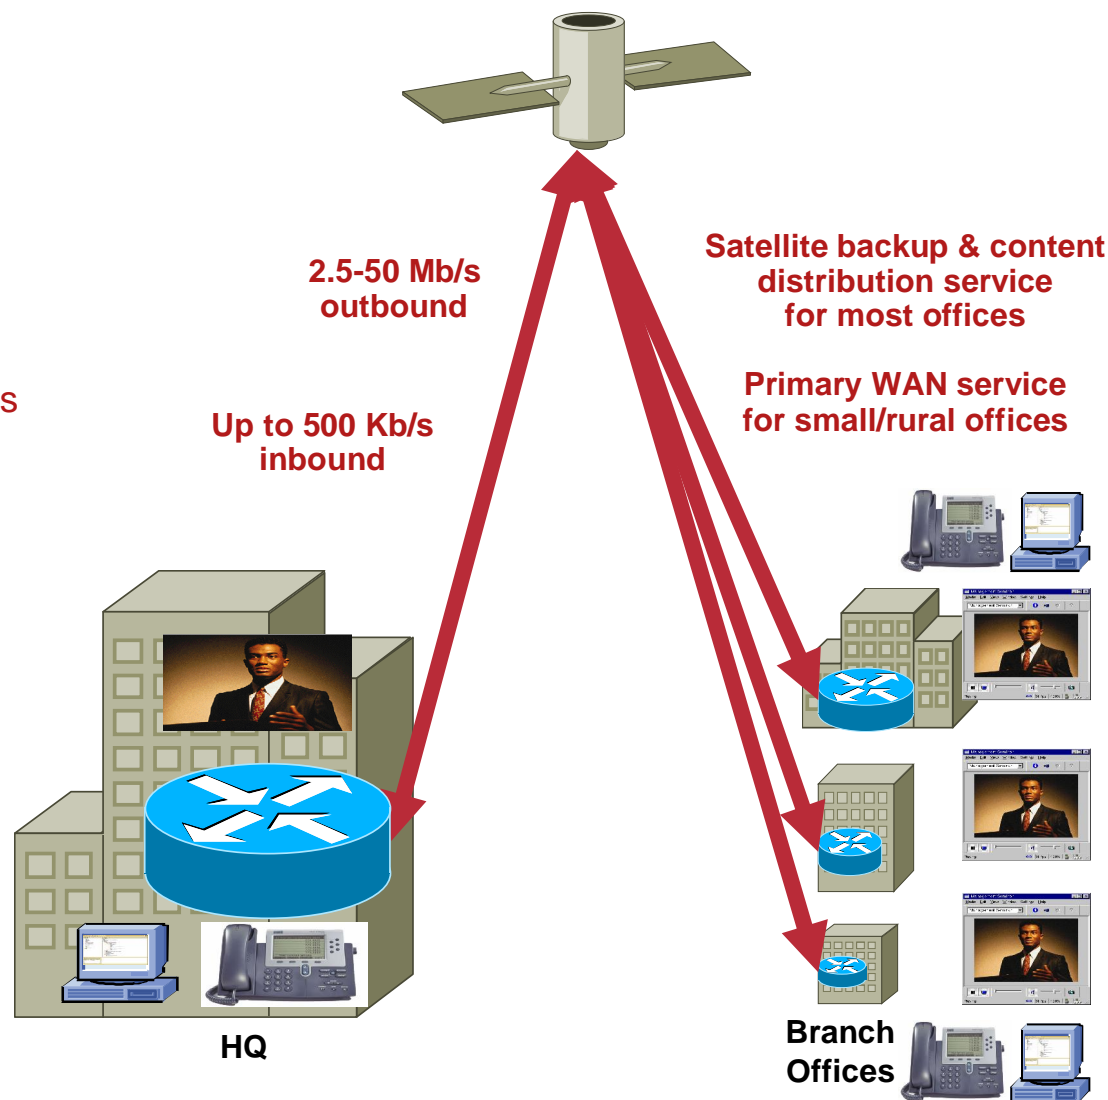 2.5-50 Mb/s
outbound
Satellite backup & content
distribution service
for most offices
s
Up to 500 Kb/s
inbound
Primary WAN service
for small/rural offices
HQ
Branch
Offices